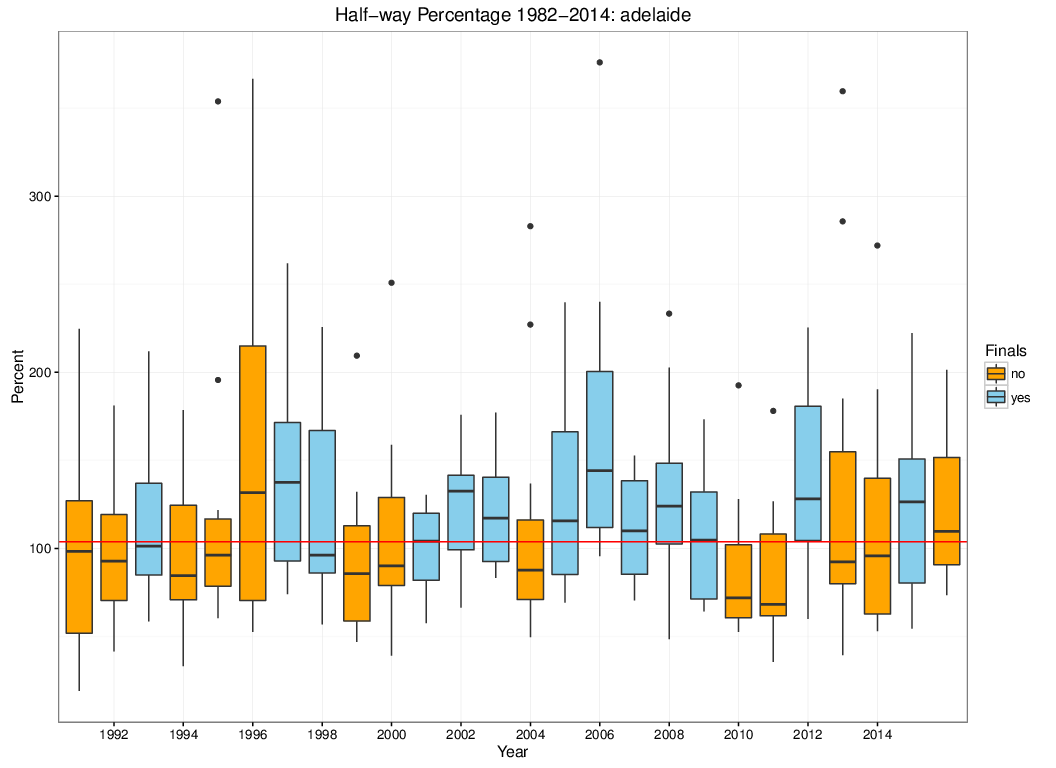 Half−way Percentage 1982−2014: adelaide
Percent
300
200
100
1992 1994 1996 1998 2000 2002 2004 2006 2008 2010 2012 2014
Year
Finals
no
yes